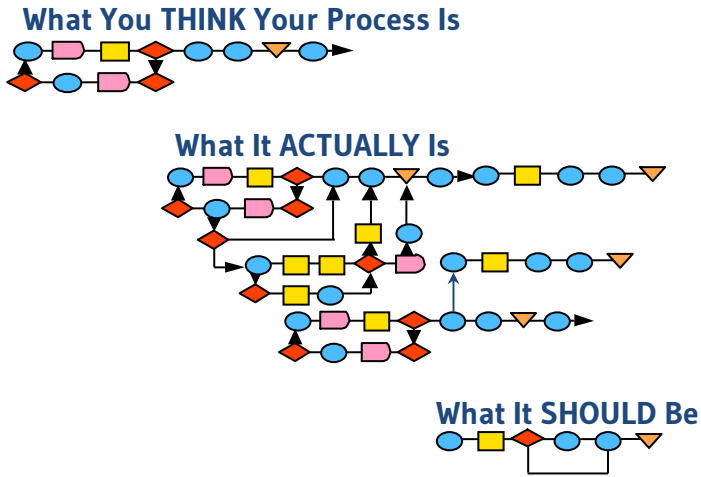 What You THINK Your Process Is
What It ACTUALLY Is
What It SHOULD Be